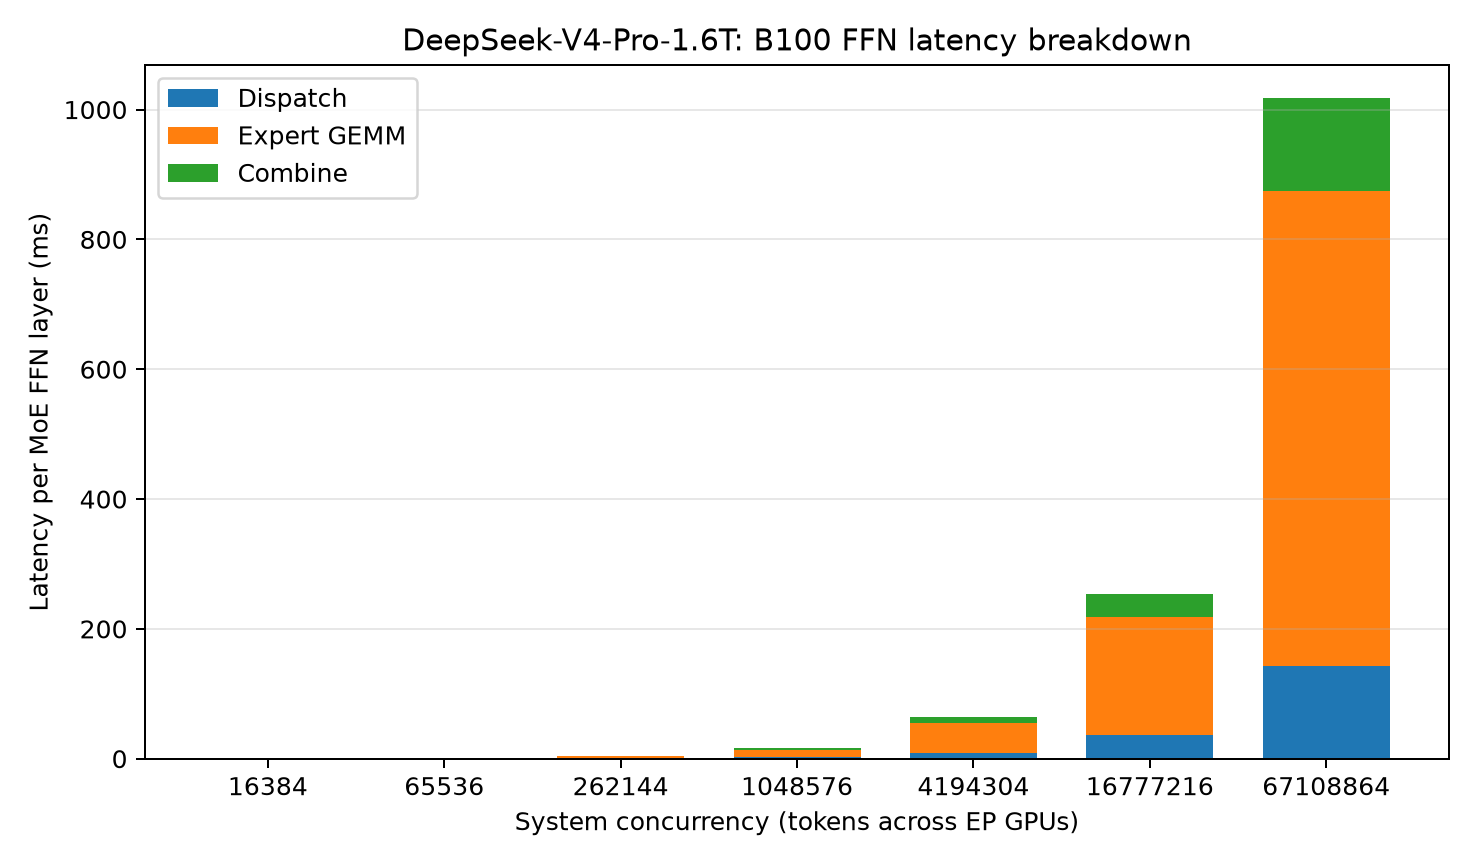 DeepSeek-V4-Pro-1.6T: B100 FFN latency breakdown
Dispatch
Expert GEMM
Combine
Latency per MoE FFN layer (ms)
1000
800
600
400
200
0
16384 65536 262144 1048576 4194304 16777216 67108864
System concurrency (tokens across EP GPUs)